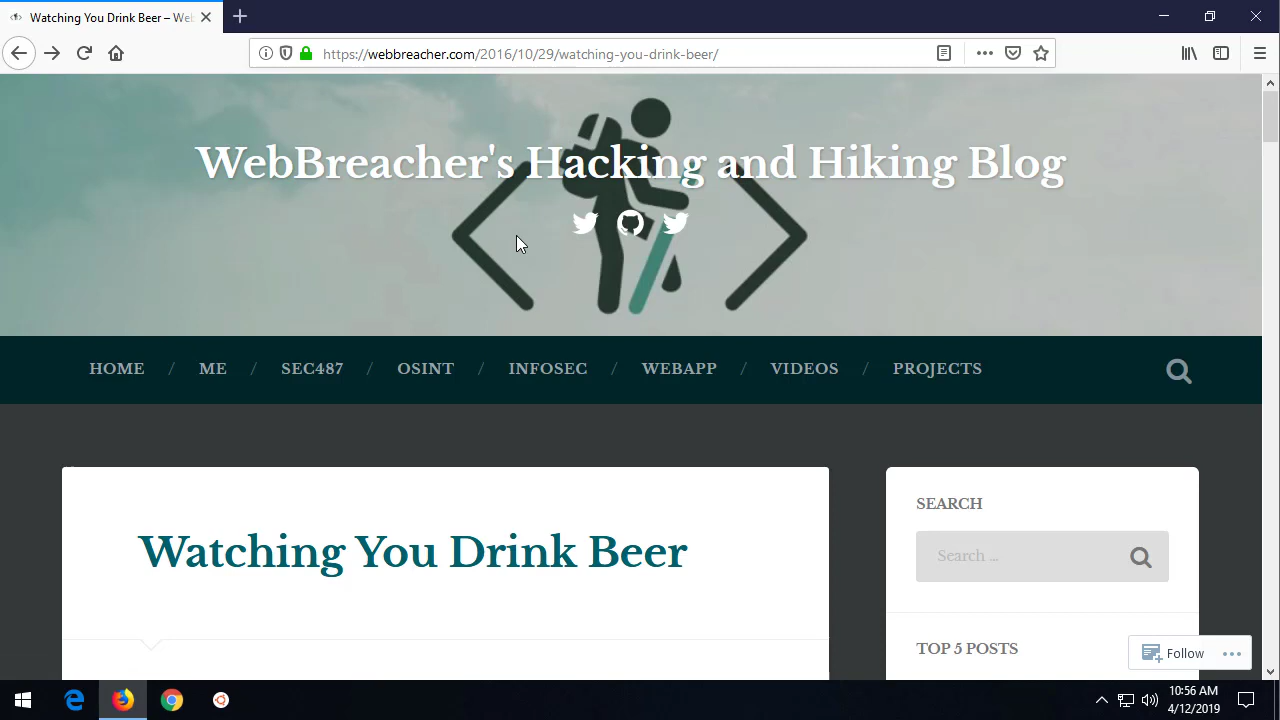 Watching You Drink Beer – Web
https://webbreacher.com/2016/10/29/watching-you-drink-beer/
WebBreacher's Hacking and Hiking Blog
HOME / ME / SEC487 / OSINT / INFOSEC / WEBAPP / VIDEOS / PROJECTS
Watching You Drink Beer
SEARCH
Search ...
TOP 5 POSTS
Follow
10:56 AM
4/12/2019